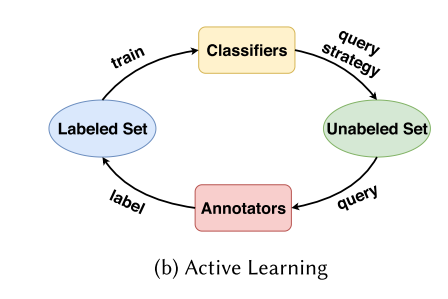 train
Classifiers
query
strategy
Labeled Set
Unabeled Set
label
Annotators
query
(b) Active Learning